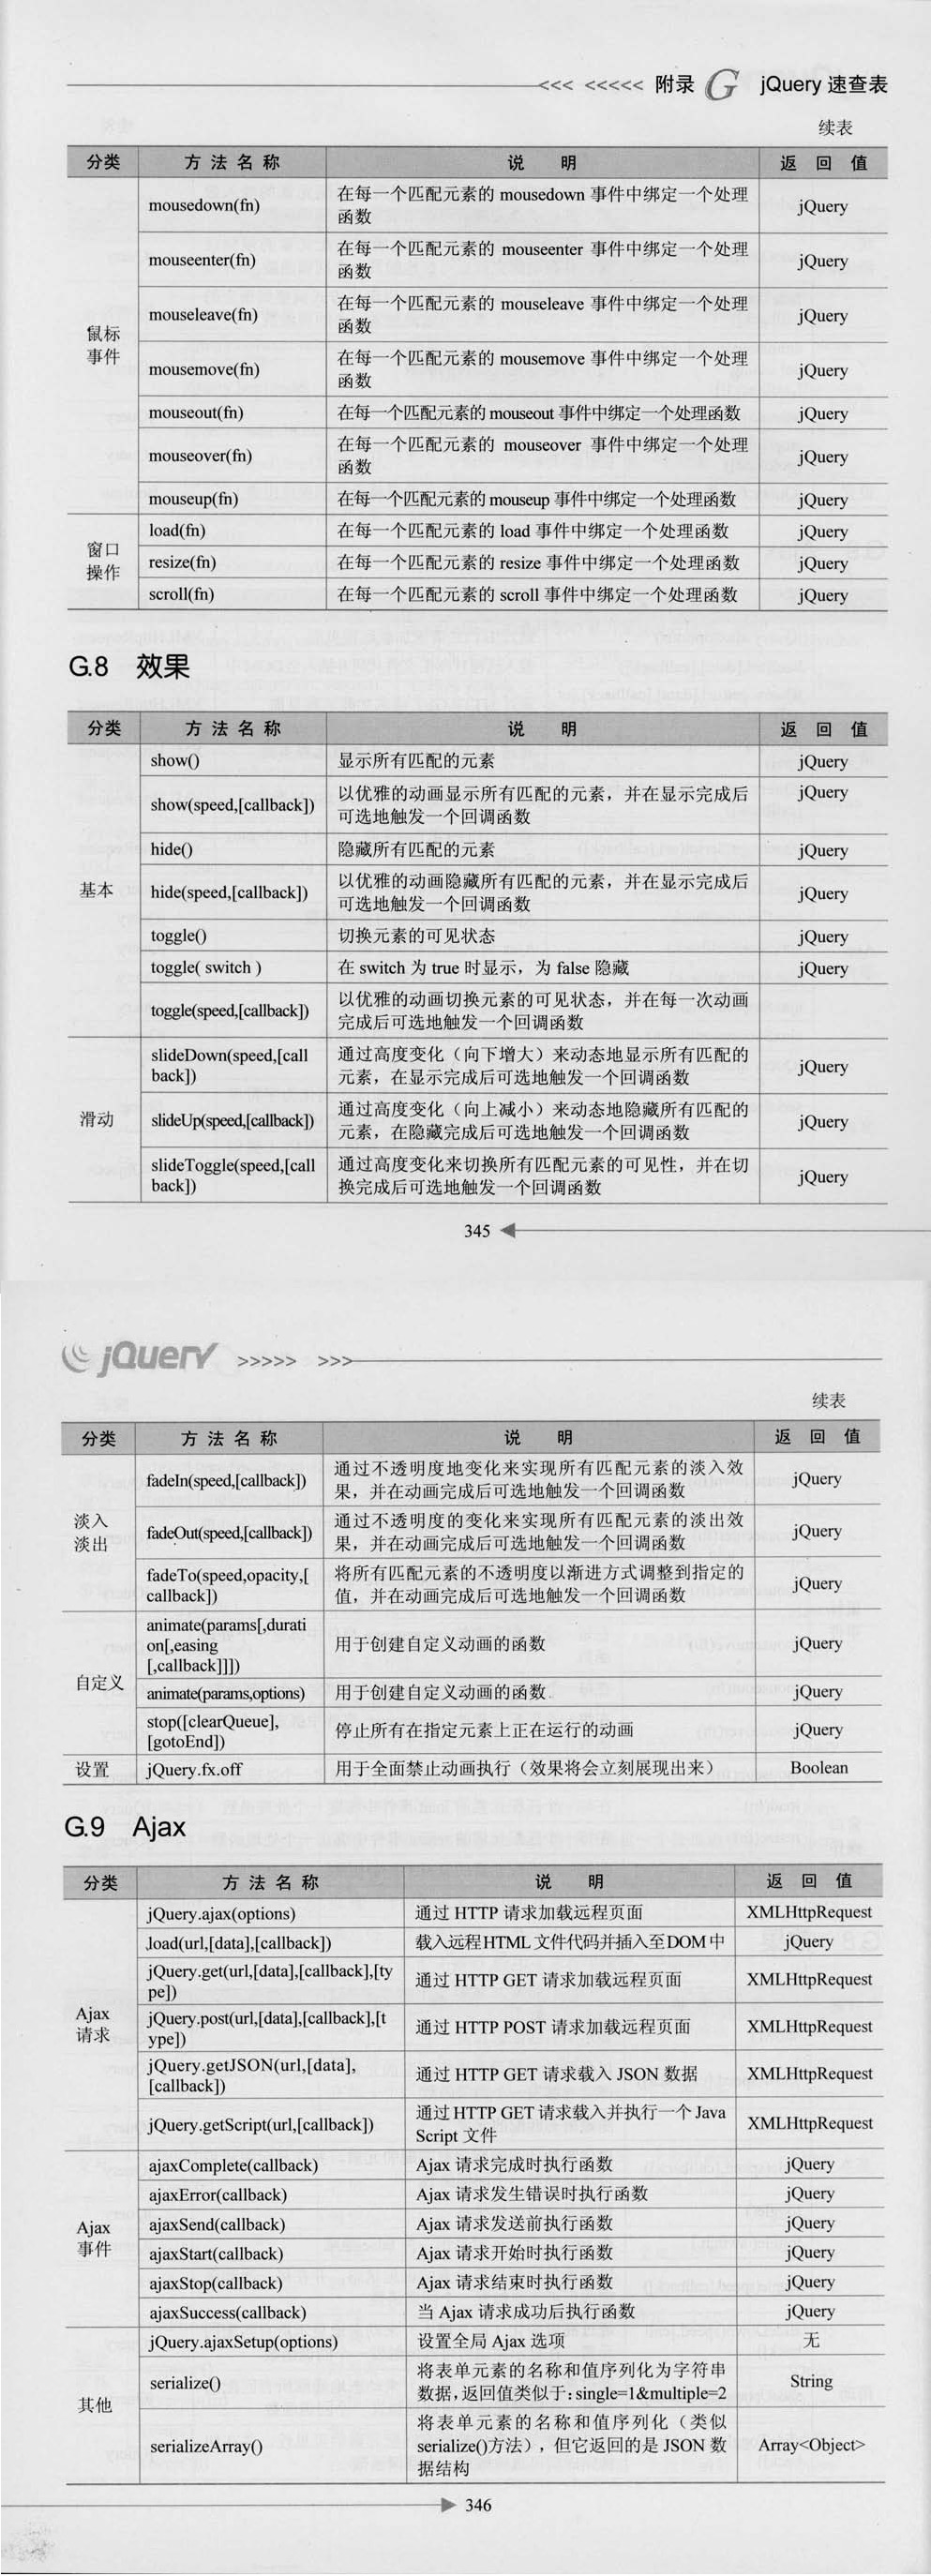 <<< <<<<< 附录 G jQuery 速查表
续表
分类 方法名称 说明 返回值
鼠标
事件
mousedown(fn) 在每一个匹配元素的 mousedown 事件中绑定一个处理
函数 jQuery
mouseenter(fn) 在每一个匹配元素的 mouseenter 事件中绑定一个处理
函数 jQuery
mouseleave(fn) 在每一个匹配元素的 mouseleave 事件中绑定一个处理
函数 jQuery
mousemove(fn) 在每一个匹配元素的 mousemove 事件中绑定一个处理
函数 jQuery
mouseout(fn) 在每一个匹配元素的 mouseout 事件中绑定一个处理函数 jQuery
mouseover(fn) 在每一个匹配元素的 mouseover 事件中绑定一个处理
函数 jQuery
mouseup(fn) 在每一个匹配元素的 mouseup 事件中绑定一个处理函数 jQuery
窗口
操作
load(fn) 在每一个匹配元素的 load 事件中绑定一个处理函数 jQuery
resize(fn) 在每一个匹配元素的 resize 事件中绑定一个处理函数 jQuery
scroll(fn) 在每一个匹配元素的 scroll 事件中绑定一个处理函数 jQuery
G.8 效果
分类 方法名称 说明 返回值
基本
show() 显示所有匹配的元素 jQuery
show(speed,[callback]) 以优雅的动画显示所有匹配的元素，并在显示完成后 jQuery
可选地触发一个回调函数
hide() 隐藏所有匹配的元素 jQuery
hide(speed,[callback]) 以优雅的动画隐藏所有匹配的元素，并在显示完成后
可选地触发一个回调函数 jQuery
toggle() 切换元素的可见状态 jQuery
toggle( switch ) 在 switch 为 true 时显示，为 false 隐藏 jQuery
toggle(speed,[callback]) 以优雅的动画切换元素的可见状态，并在每一次动画
完成后可选地触发一个回调函数
滑动
slideDown(speed,[call
back]) 通过高度变化（向下增大）来动态地显示所有匹配的
元素，在显示完成后可选地触发一个回调函数 jQuery
slideUp(speed,[callback]) 通过高度变化（向上减小）来动态地隐藏所有匹配的
元素，在隐藏完成后可选地触发一个回调函数 jQuery
slideToggle(speed,[call
back]) 通过高度变化来切换所有匹配元素的可见性，并在切
换完成后可选地触发一个回调函数 jQuery
345
jQuery >>>>> >>>
续表
分类 方法名称 说明 返回值
淡入
淡出
fadeIn(speed,[callback]) 通过不透明度地变化来实现所有匹配元素的淡入效
果，并在动画完成后可选地触发一个回调函数 jQuery
fadeOut(speed,[callback]) 通过不透明度的变化来实现所有匹配元素的淡出效
果，并在动画完成后可选地触发一个回调函数 jQuery
fadeTo(speed,opacity,[
callback]) 将所有匹配元素的不透明度以渐进方式调整到指定的
值，并在动画完成后可选地触发一个回调函数 jQuery
自定义
animate(params[,durati
on[,easing
[,callback]]]) 用于创建自定义动画的函数 jQuery
animate(params,options) 用于创建自定义动画的函数 jQuery
stop([clearQueue],
[gotoEnd]) 停止所有在指定元素上正在运行的动画 jQuery
设置 jQuery.fx.off 用于全面禁止动画执行（效果将会立刻展现出来） Boolean
G.9 Ajax
分类 方法名称 说明 返回值
Ajax
请求
jQuery.ajax(options) 通过 HTTP 请求加载远程页面 XMLHttpRequest
.load(url,[data],[callback]) 载入远程HTML 文件代码并插入至DOM 中 jQuery
jQuery.get(url,[data],[callback],[ty
pe]) 通过 HTTP GET 请求加载远程页面 XMLHttpRequest
jQuery.post(url,[data],[callback],[t
ype]) 通过 HTTP POST 请求加载远程页面 XMLHttpRequest
jQuery.getJSON(url,[data],
[callback]) 通过 HTTP GET 请求载入 JSON 数据 XMLHttpRequest
jQuery.getScript(url,[callback]) 通过 HTTP GET 请求载入并执行一个 Java
Script 文件 XMLHttpRequest
Ajax
事件
ajaxComplete(callback) Ajax 请求完成时执行函数 jQuery
ajaxError(callback) Ajax 请求发生错误时执行函数 jQuery
ajaxSend(callback) Ajax 请求发送前执行函数 jQuery
ajaxStart(callback) Ajax 请求开始时执行函数 jQuery
ajaxStop(callback) Ajax 请求结束时执行函数 jQuery
ajaxSuccess(callback) 当 Ajax 请求成功后执行函数 jQuery
其他
jQuery.ajaxSetup(options) 设置全局 Ajax 选项 无
serialize() 将表单元素的名称和值序列化为字符串
数据，返回值类似于：single=1&multiple=2 String
serializeArray() 将表单元素的名称和值序列化（类似
serialize()方法），但它返回的是 JSON 数
据结构 Array<Object>
346